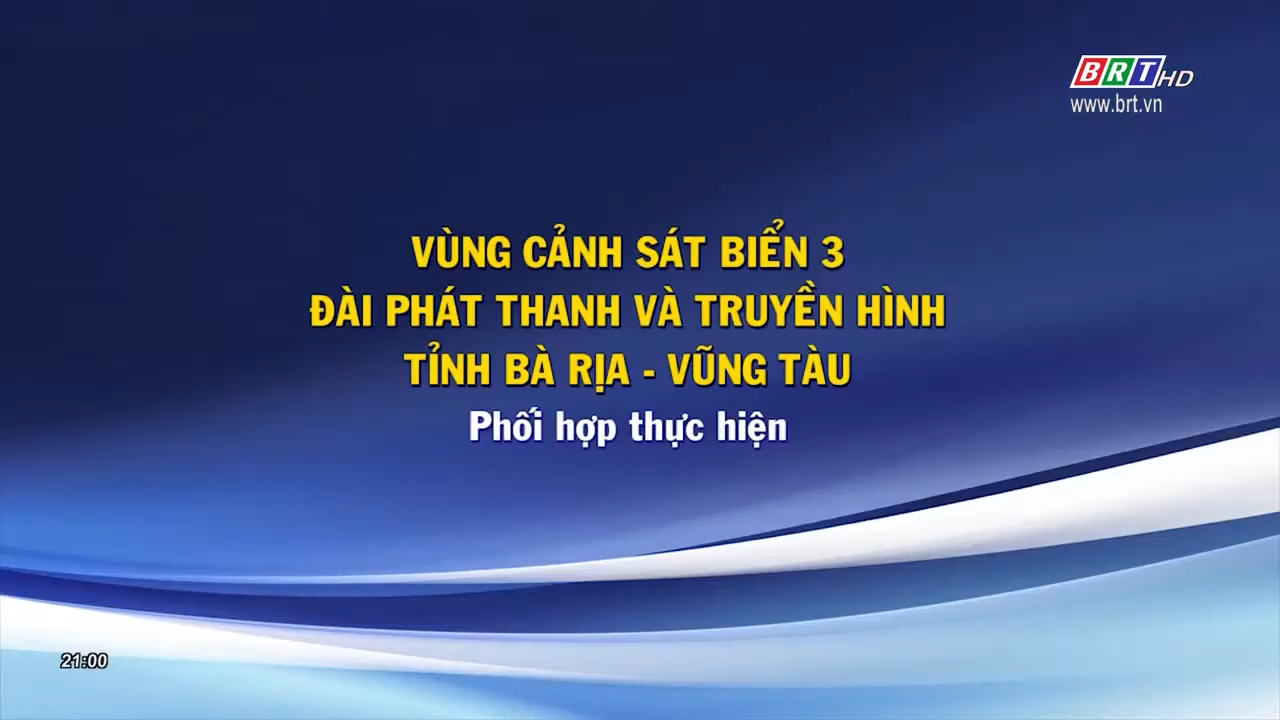 BRT HD
www.brt.vn
VÙNG CẢNH SÁT BIỂN 3
ĐÀI PHÁT THANH VÀ TRUYỀN HÌNH
TỈNH BÀ RỊA - VŨNG TÀU
Phối hợp thực hiện
21:00